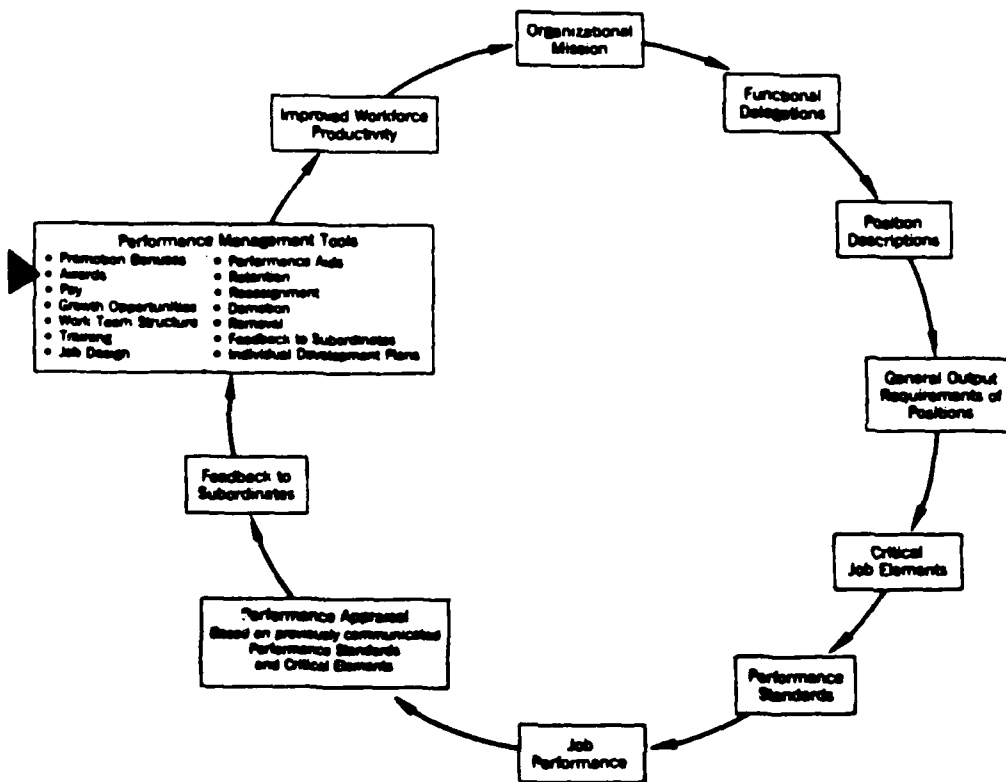 Organizational
Mission
Functional
Delegations
Position
Descriptions
General Output
Requirements of
Positions
Critical
Job Elements
Performance
Standards
Job
Performance
Performance Appraisal
Based on previously communicated
Performance Standards
and Critical Elements
Feedback to
Subordinates
Performance Management Tools
• Promotion Bonuses
• Awards
• Pay
• Growth Opportunities
• Work Team Structure
• Training
• Job Design
• Performance Aids
• Retention
• Reassignment
• Demotion
• Removal
• Feedback to Subordinates
• Individual Development Plans
Improved Workforce
Productivity